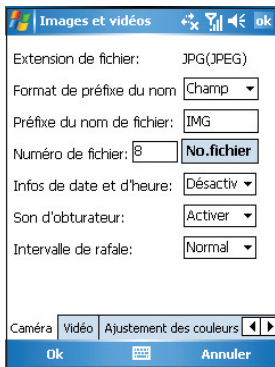 Images et vidéos ok
Extension de fichier: JPG(JPEG)
Format de préfixe du nom Champ
Préfixe du nom de fichier: IMG
Numéro de fichier: 8 No.fichier
Infos de date et d'heure: Désactiv
Son d'obturateur: Activer
Intervalle de rafale: Normal
Caméra Vidéo Ajustement des couleurs
Ok Annuler